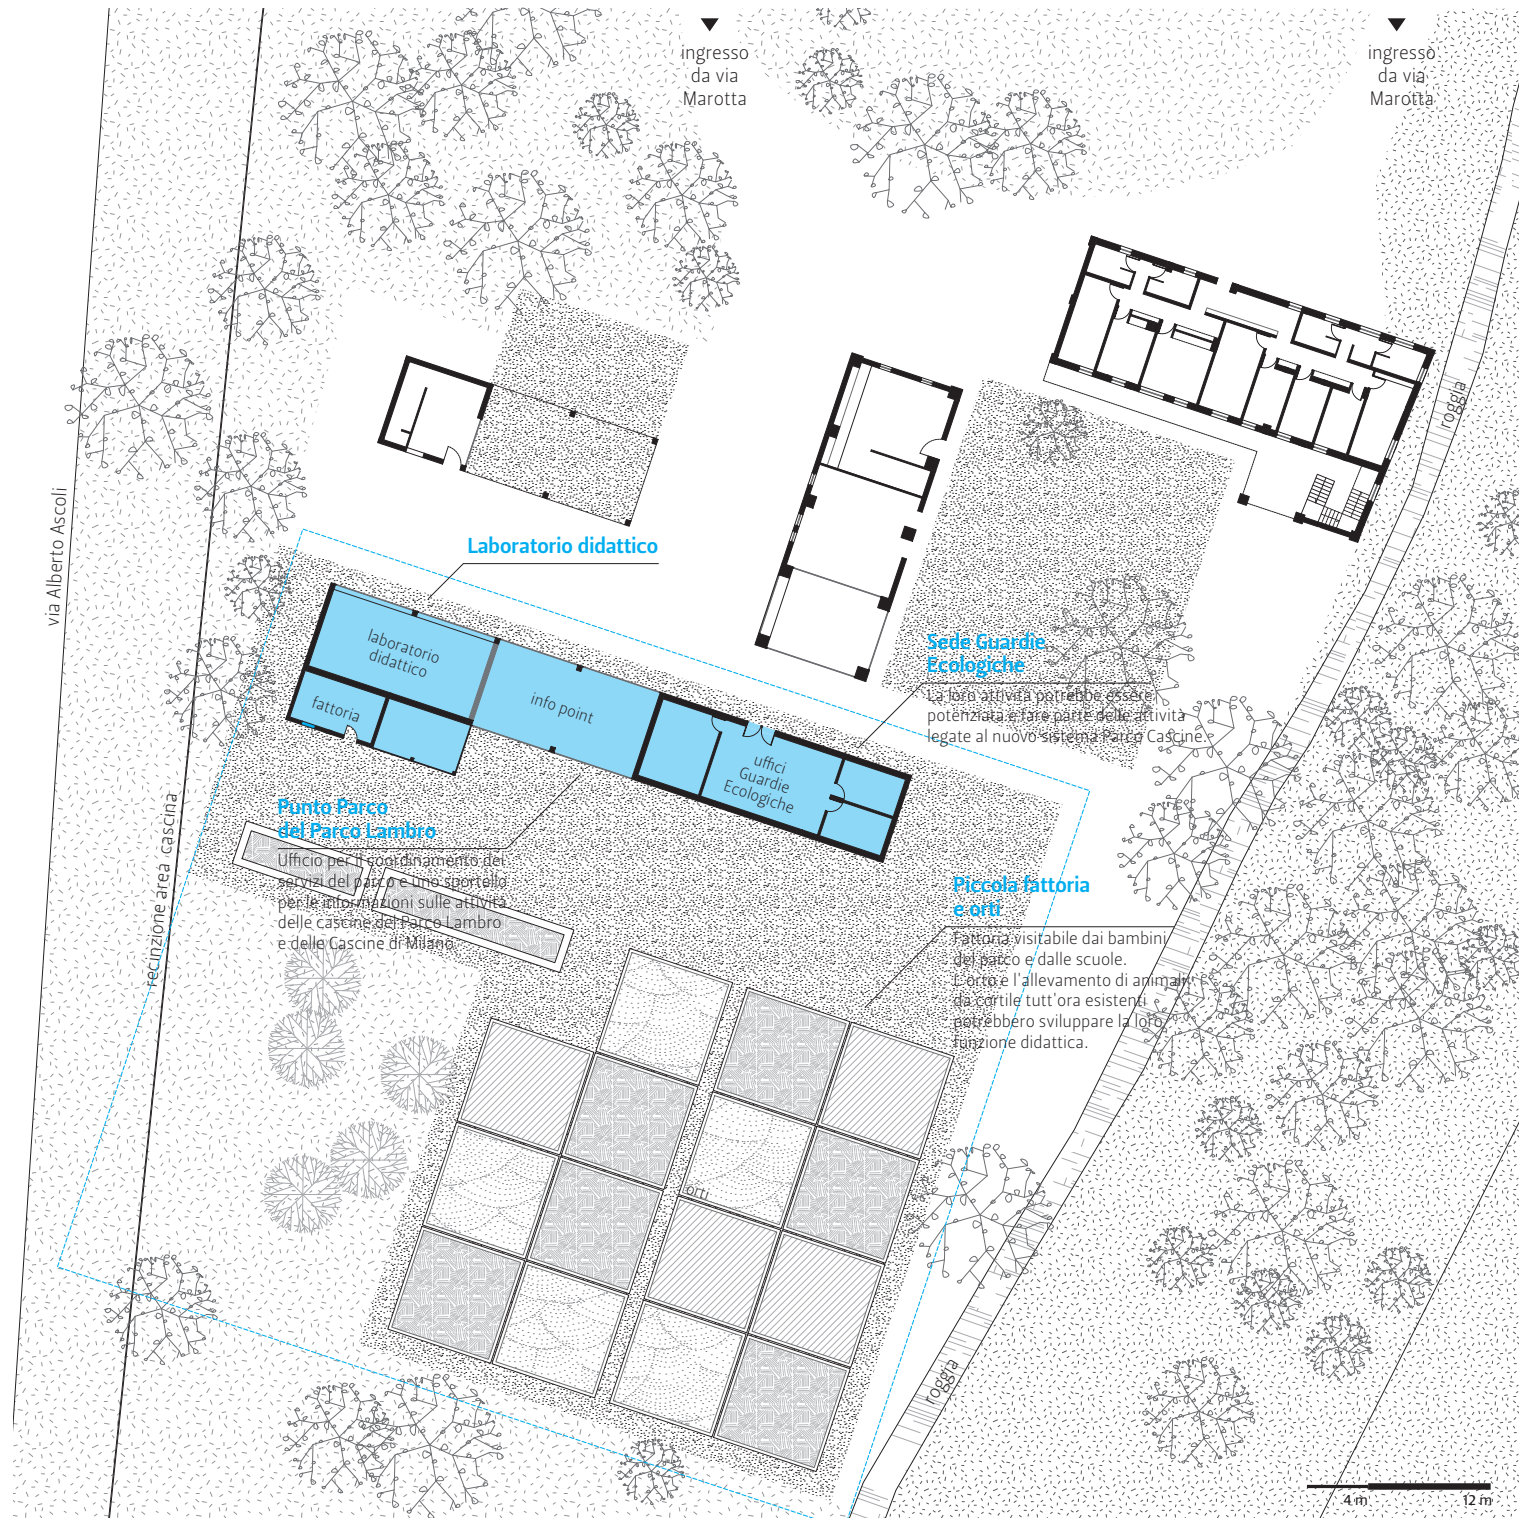 ingresso
da via
Marotta
ingresso
da via
Marotta
roggia
via Alberto Ascoli
Laboratorio didattico
laboratorio
didattico
fattoria
info point
uffici
Guardie
Ecologiche
Sede Guardie
Ecologiche
La loro attività potrebbe essere
potenziata e fare parte delle attività
legate al nuovo sistema Parco Cascine.
recinzione area cascina
Punto Parco
del Parco Lambro
Ufficio per il coordinamento dei
servizi del parco e uno sportello
per le informazioni sulle attività
delle cascine del Parco Lambro
e delle Cascine di Milano.
Piccola fattoria
e orti
Fattoria visitabile dai bambini
del parco e dalle scuole.
L'orto e l'allevamento di animali
da cortile tutt'ora esistenti
potrebbero sviluppare la loro
funzione didattica.
orti
roggia
4 m
12 m